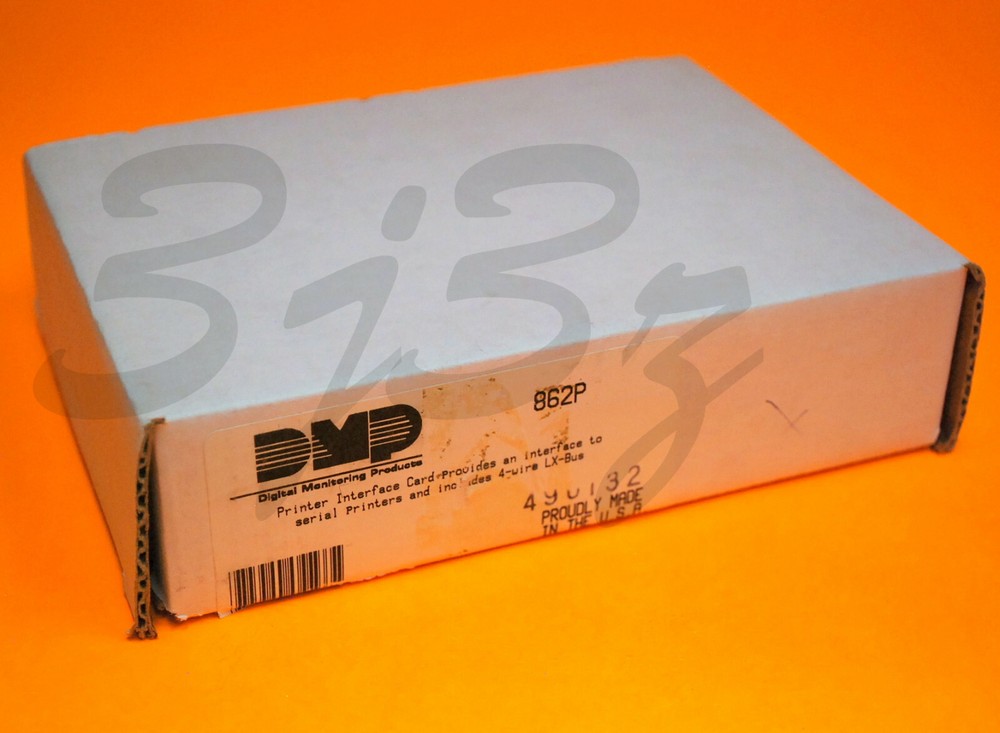 3i3z
862P
DMP
Digital Monitoring Products
Printer Interface Card-Provides an interface to
serial Printers and includes 4-wire LX-Bus
PROUDLY MADE
IN THE U S A